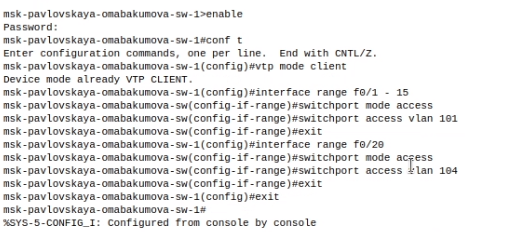 msk-pavlovskaya-omabakumova-sw-1>enable
Password:
msk-pavlovskaya-omabakumova-sw-1#conf t
Enter configuration commands, one per line.  End with CNTL/Z.
msk-pavlovskaya-omabakumova-sw-1(config)#vtp mode client
Device mode already VTP CLIENT.
msk-pavlovskaya-omabakumova-sw-1(config)#interface range f0/1 - 15
msk-pavlovskaya-omabakumova-sw(config-if-range)#switchport mode access
msk-pavlovskaya-omabakumova-sw(config-if-range)#switchport access vlan 101
msk-pavlovskaya-omabakumova-sw(config-if-range)#exit
msk-pavlovskaya-omabakumova-sw-1(config)#interface range f0/20
msk-pavlovskaya-omabakumova-sw(config-if-range)#switchport mode access
msk-pavlovskaya-omabakumova-sw(config-if-range)#switchport access vlan 104
msk-pavlovskaya-omabakumova-sw(config-if-range)#exit
msk-pavlovskaya-omabakumova-sw-1(config)#exit
msk-pavlovskaya-omabakumova-sw-1#
%SYS-5-CONFIG_I: Configured from console by console